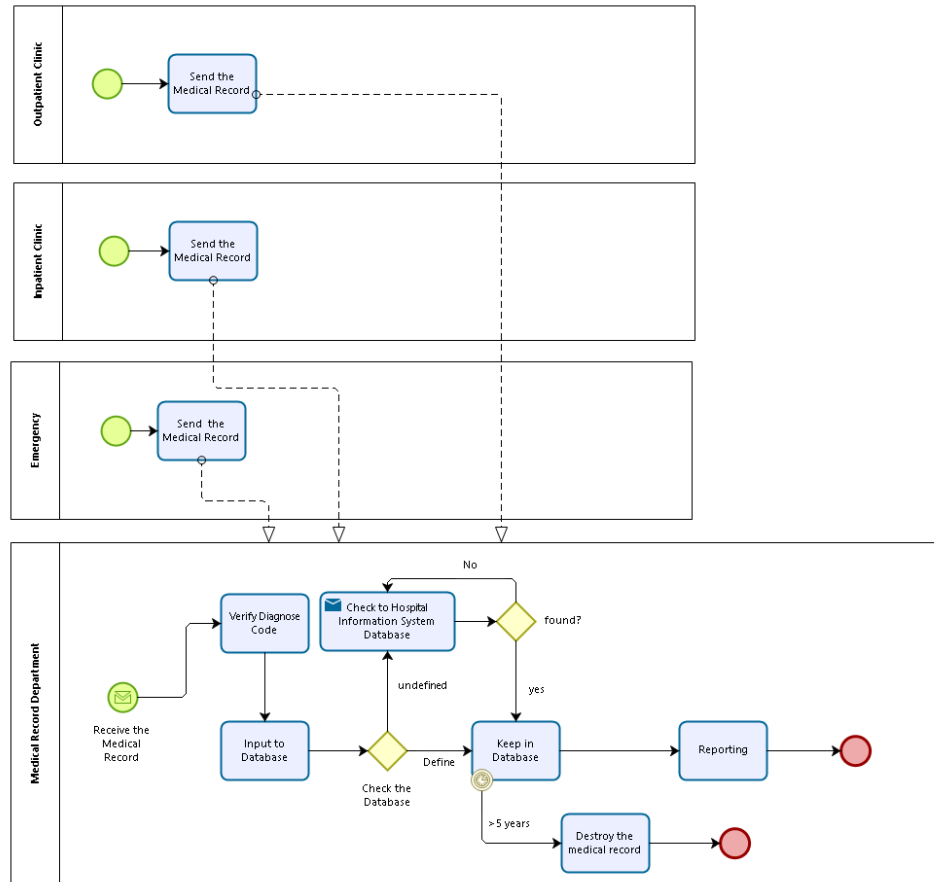 Outpatient Clinic
Send the
Medical Record
Inpatient Clinic
Send the
Medical Record
Emergency
Send the
Medical Record
Medical Record Department
Receive the
Medical
Record
Verify Diagnose
Code
Input to
Database
Check the
Database
undefined
Define
Check to Hospital
Information System
Database
No
found?
yes
Keep in
Database
>5 years
Reporting
Destroy the
medical record